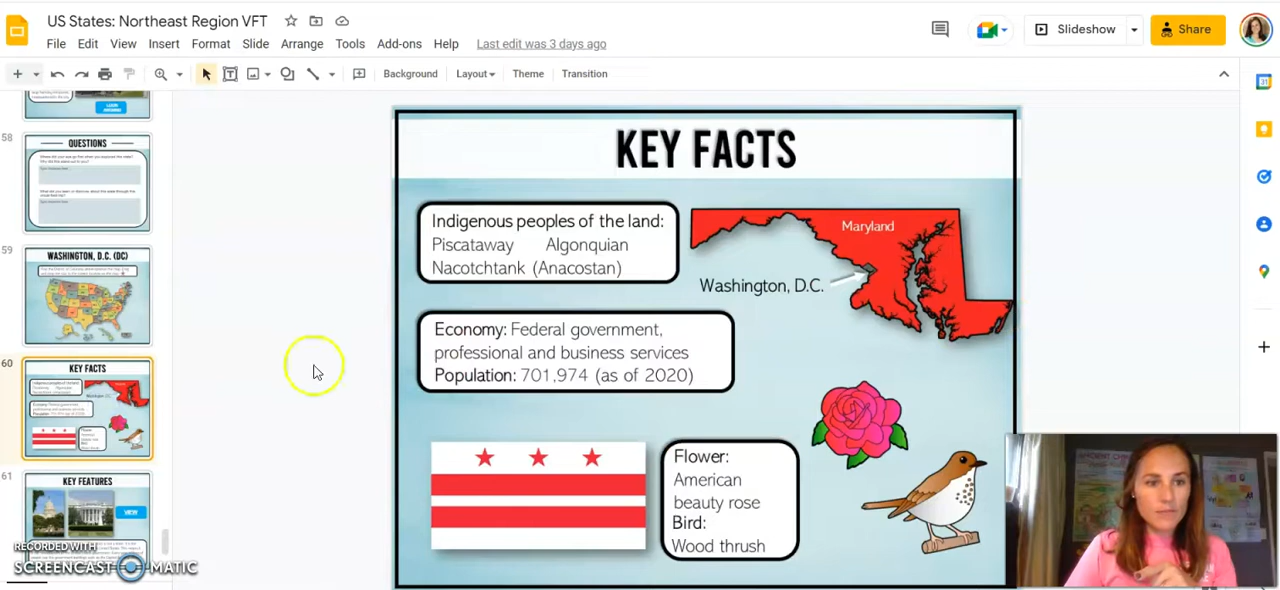 US States: Northeast Region VFT
File Edit View Insert Format Slide Arrange Tools Add-ons Help Last edit was 3 days ago
Slideshow
Share
Background Layout Theme Transition
58
QUESTIONS
59
WASHINGTON, D.C. (DC)
60
KEY FACTS
61
KEY FEATURES
VIEW
KEY FACTS
Indigenous peoples of the land:
Piscataway Algonquian
Nacotchtank (Anacostan)
Maryland
Washington, D.C.
Economy: Federal government,
professional and business services
Population: 701,974 (as of 2020)
Flower:
American
beauty rose
Bird:
Wood thrush
RECORDED WITH
SCREENCAST MATIC